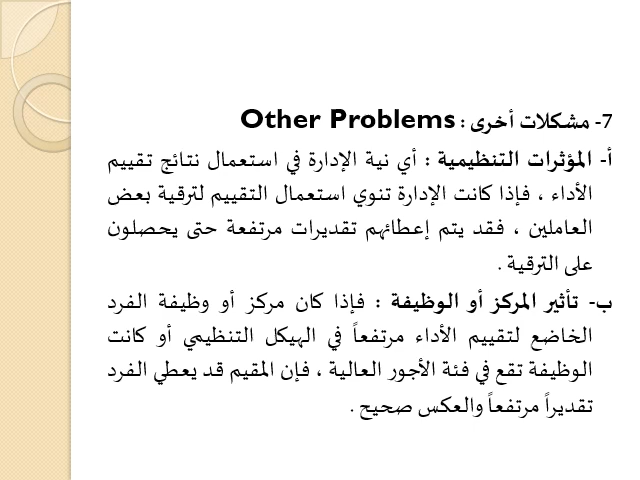 7- مشكلات أخرى : Other Problems
أ- المؤثرات التنظيمية : أي نية الإدارة في استعمال نتائج تقييم
الأداء ، فإذا كانت الإدارة تنوي استعمال التقييم لترقية بعض
العاملين ، فقد يتم إعطائهم تقديرات مرتفعة حتى يحصلون
على الترقية .
ب- تأثير المركز أو الوظيفة : فإذا كان مركز أو وظيفة الفرد
الخاضع لتقييم الأداء مرتفعاً في الهيكل التنظيمي أو كانت
الوظيفة تقع في فئة الأجور العالية ، فإن المقيم قد يعطي الفرد
تقديراً مرتفعاً والعكس صحيح .